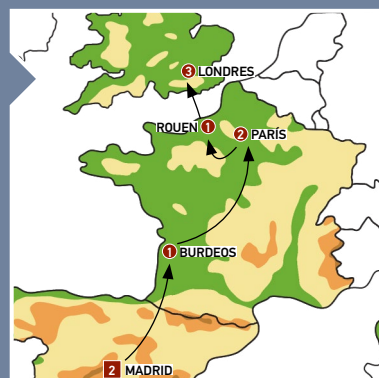 3 LONDRES
ROUEN 1
2 PARÍS
1 BURDEOS
2 MADRID